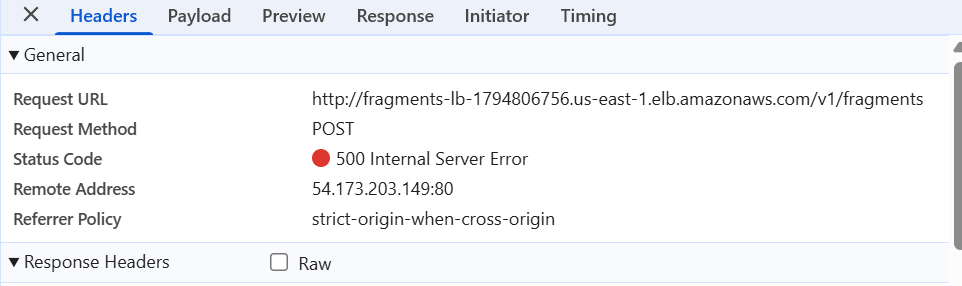 Headers Payload Preview Response Initiator Timing
General
Request URL http://fragments-lb-1794806756.us-east-1.elb.amazonaws.com/v1/fragments
Request Method POST
Status Code 500 Internal Server Error
Remote Address 54.173.203.149:80
Referrer Policy strict-origin-when-cross-origin
Response Headers Raw